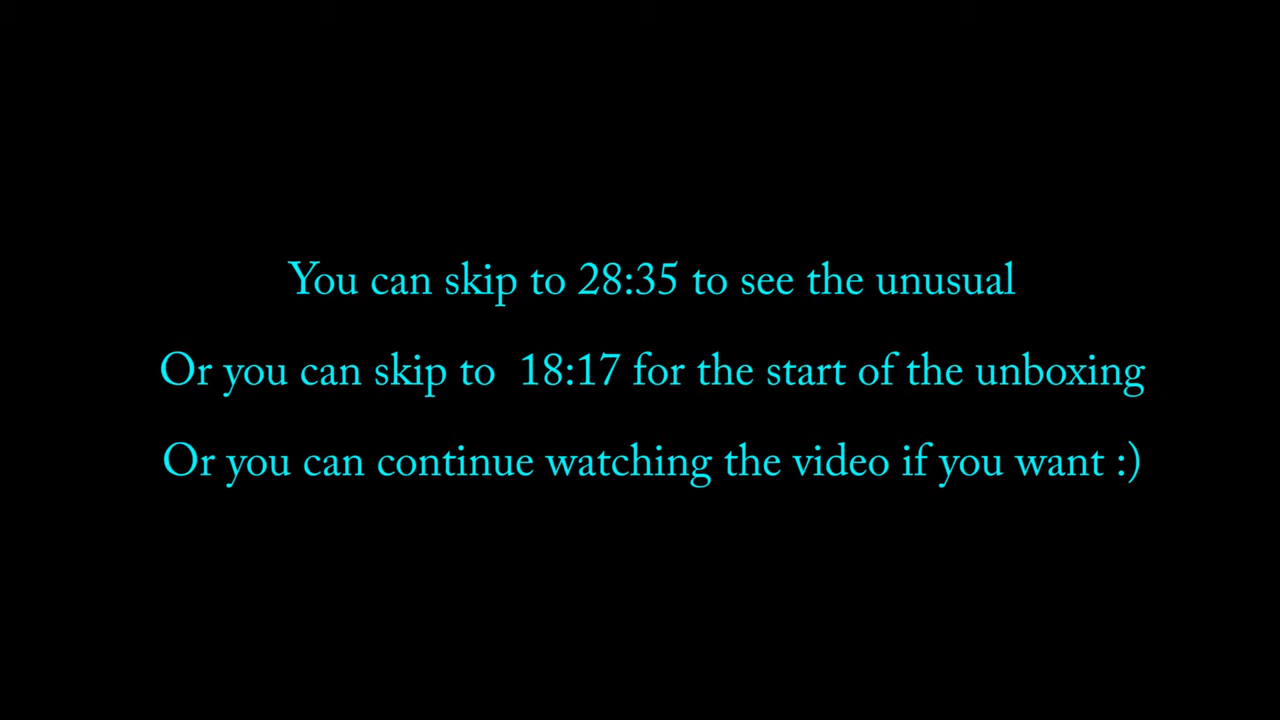 You can skip to 28:35 to see the unusual
Or you can skip to  18:17 for the start of the unboxing
Or you can continue watching the video if you want :)